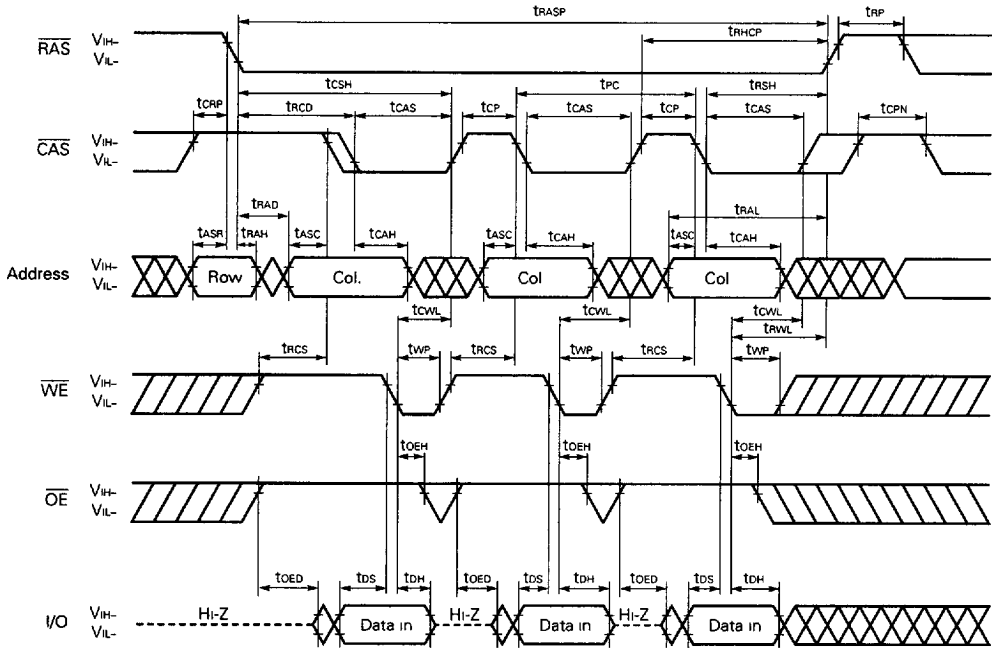 tRASP
tRP
tRHCP
RAS VIH–
VIL–
tCSH
tPC
tRSH
tCRP tRCD tCAS tCP tCAS tCP tCAS tCPN
CAS VIH–
VIL–
tRAD
tRAL
tASR tRAH tASC tCAH tASC tCAH tASC tCAH
Address VIH–
VIL–
Row Col. Col Col
tCWL tCWL tCWL
tRWL
tRCS tWP tRCS tWP tRCS tWP
WE VIH–
VIL–
tOEH tOEH tOEH
OE VIH–
VIL–
tOED tDS tDH tOED tDS tDH tOED tDS tDH
I/O VIH–
VIL–
Hi-Z Data in Hi-Z Data in Hi-Z Data in